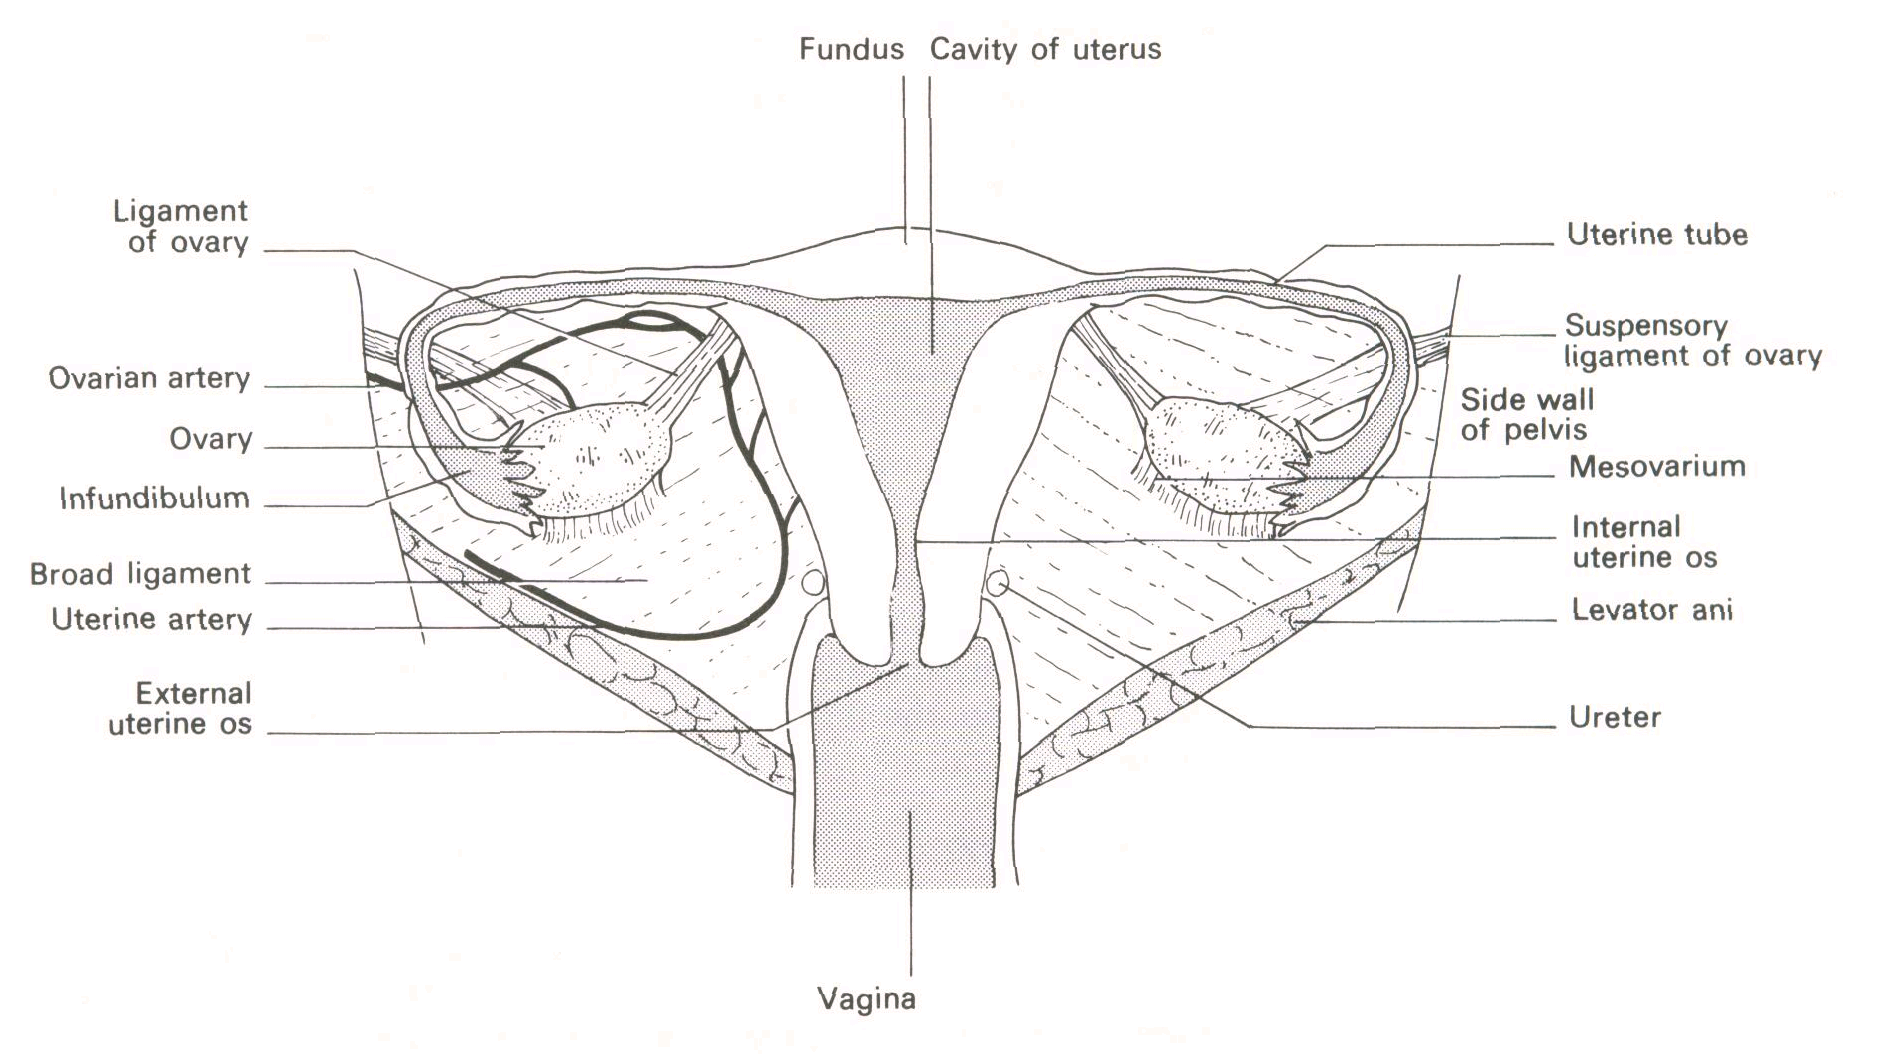 Fundus Cavity of uterus
Ligament
of ovary
Ovarian artery
Ovary
Infundibulum
Broad ligament
Uterine artery
External
uterine os
Uterine tube
Suspensory
ligament of ovary
Side wall
of pelvis
Mesovarium
Internal
uterine os
Levator ani
Ureter
Vagina